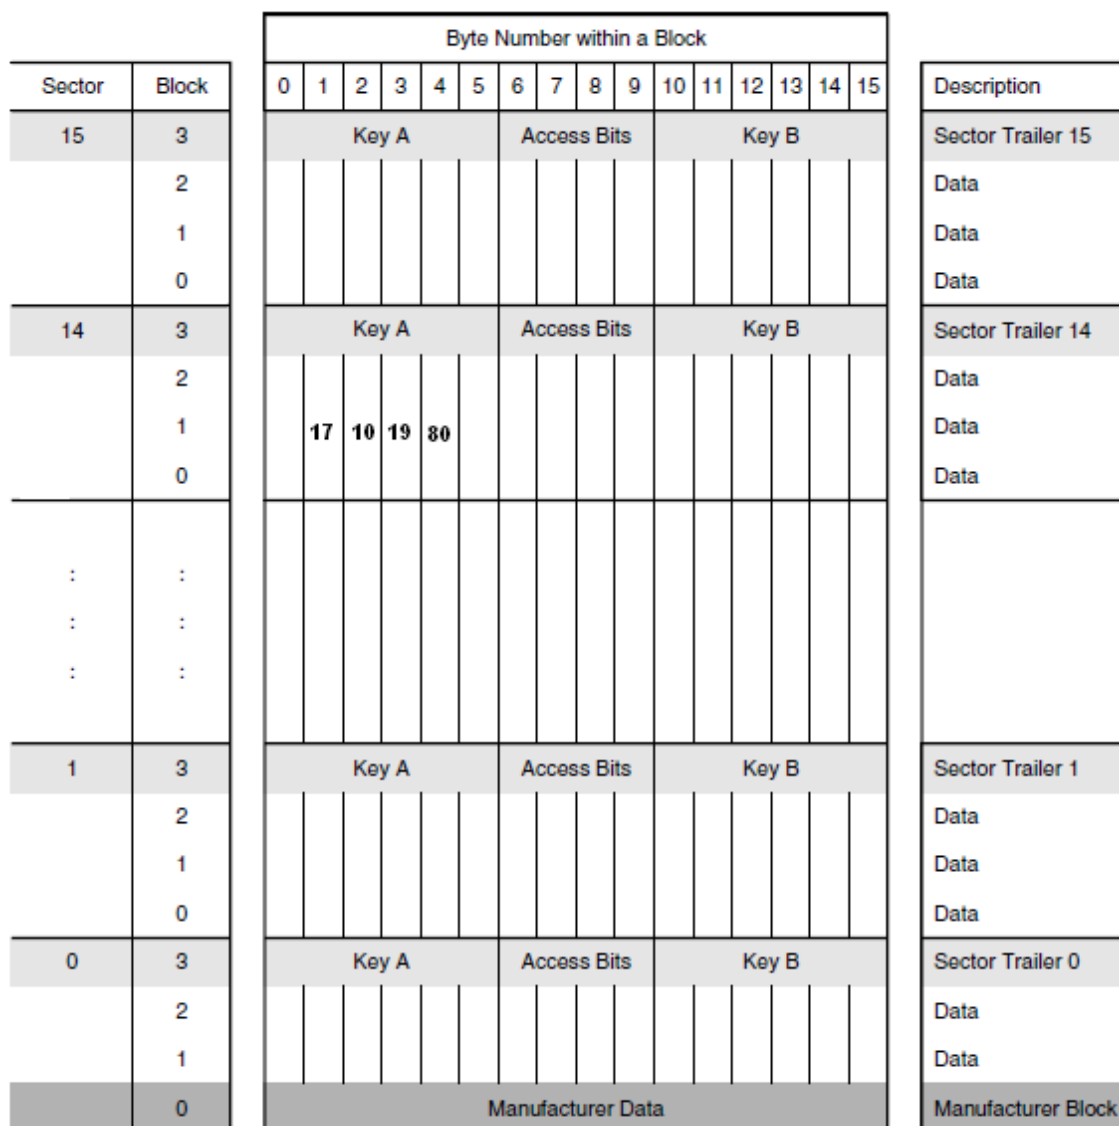 Byte Number within a Block
Sector Block 0 1 2 3 4 5 6 7 8 9 10 11 12 13 14 15 Description
15 3 Key A Access Bits Key B Sector Trailer 15
2 Data
1 Data
0 Data
14 3 Key A Access Bits Key B Sector Trailer 14
2 Data
1 17 10 19 80 Data
0 Data
: :
: :
: :
1 3 Key A Access Bits Key B Sector Trailer 1
2 Data
1 Data
0 Data
0 3 Key A Access Bits Key B Sector Trailer 0
2 Data
1 Data
0 Manufacturer Data Manufacturer Block